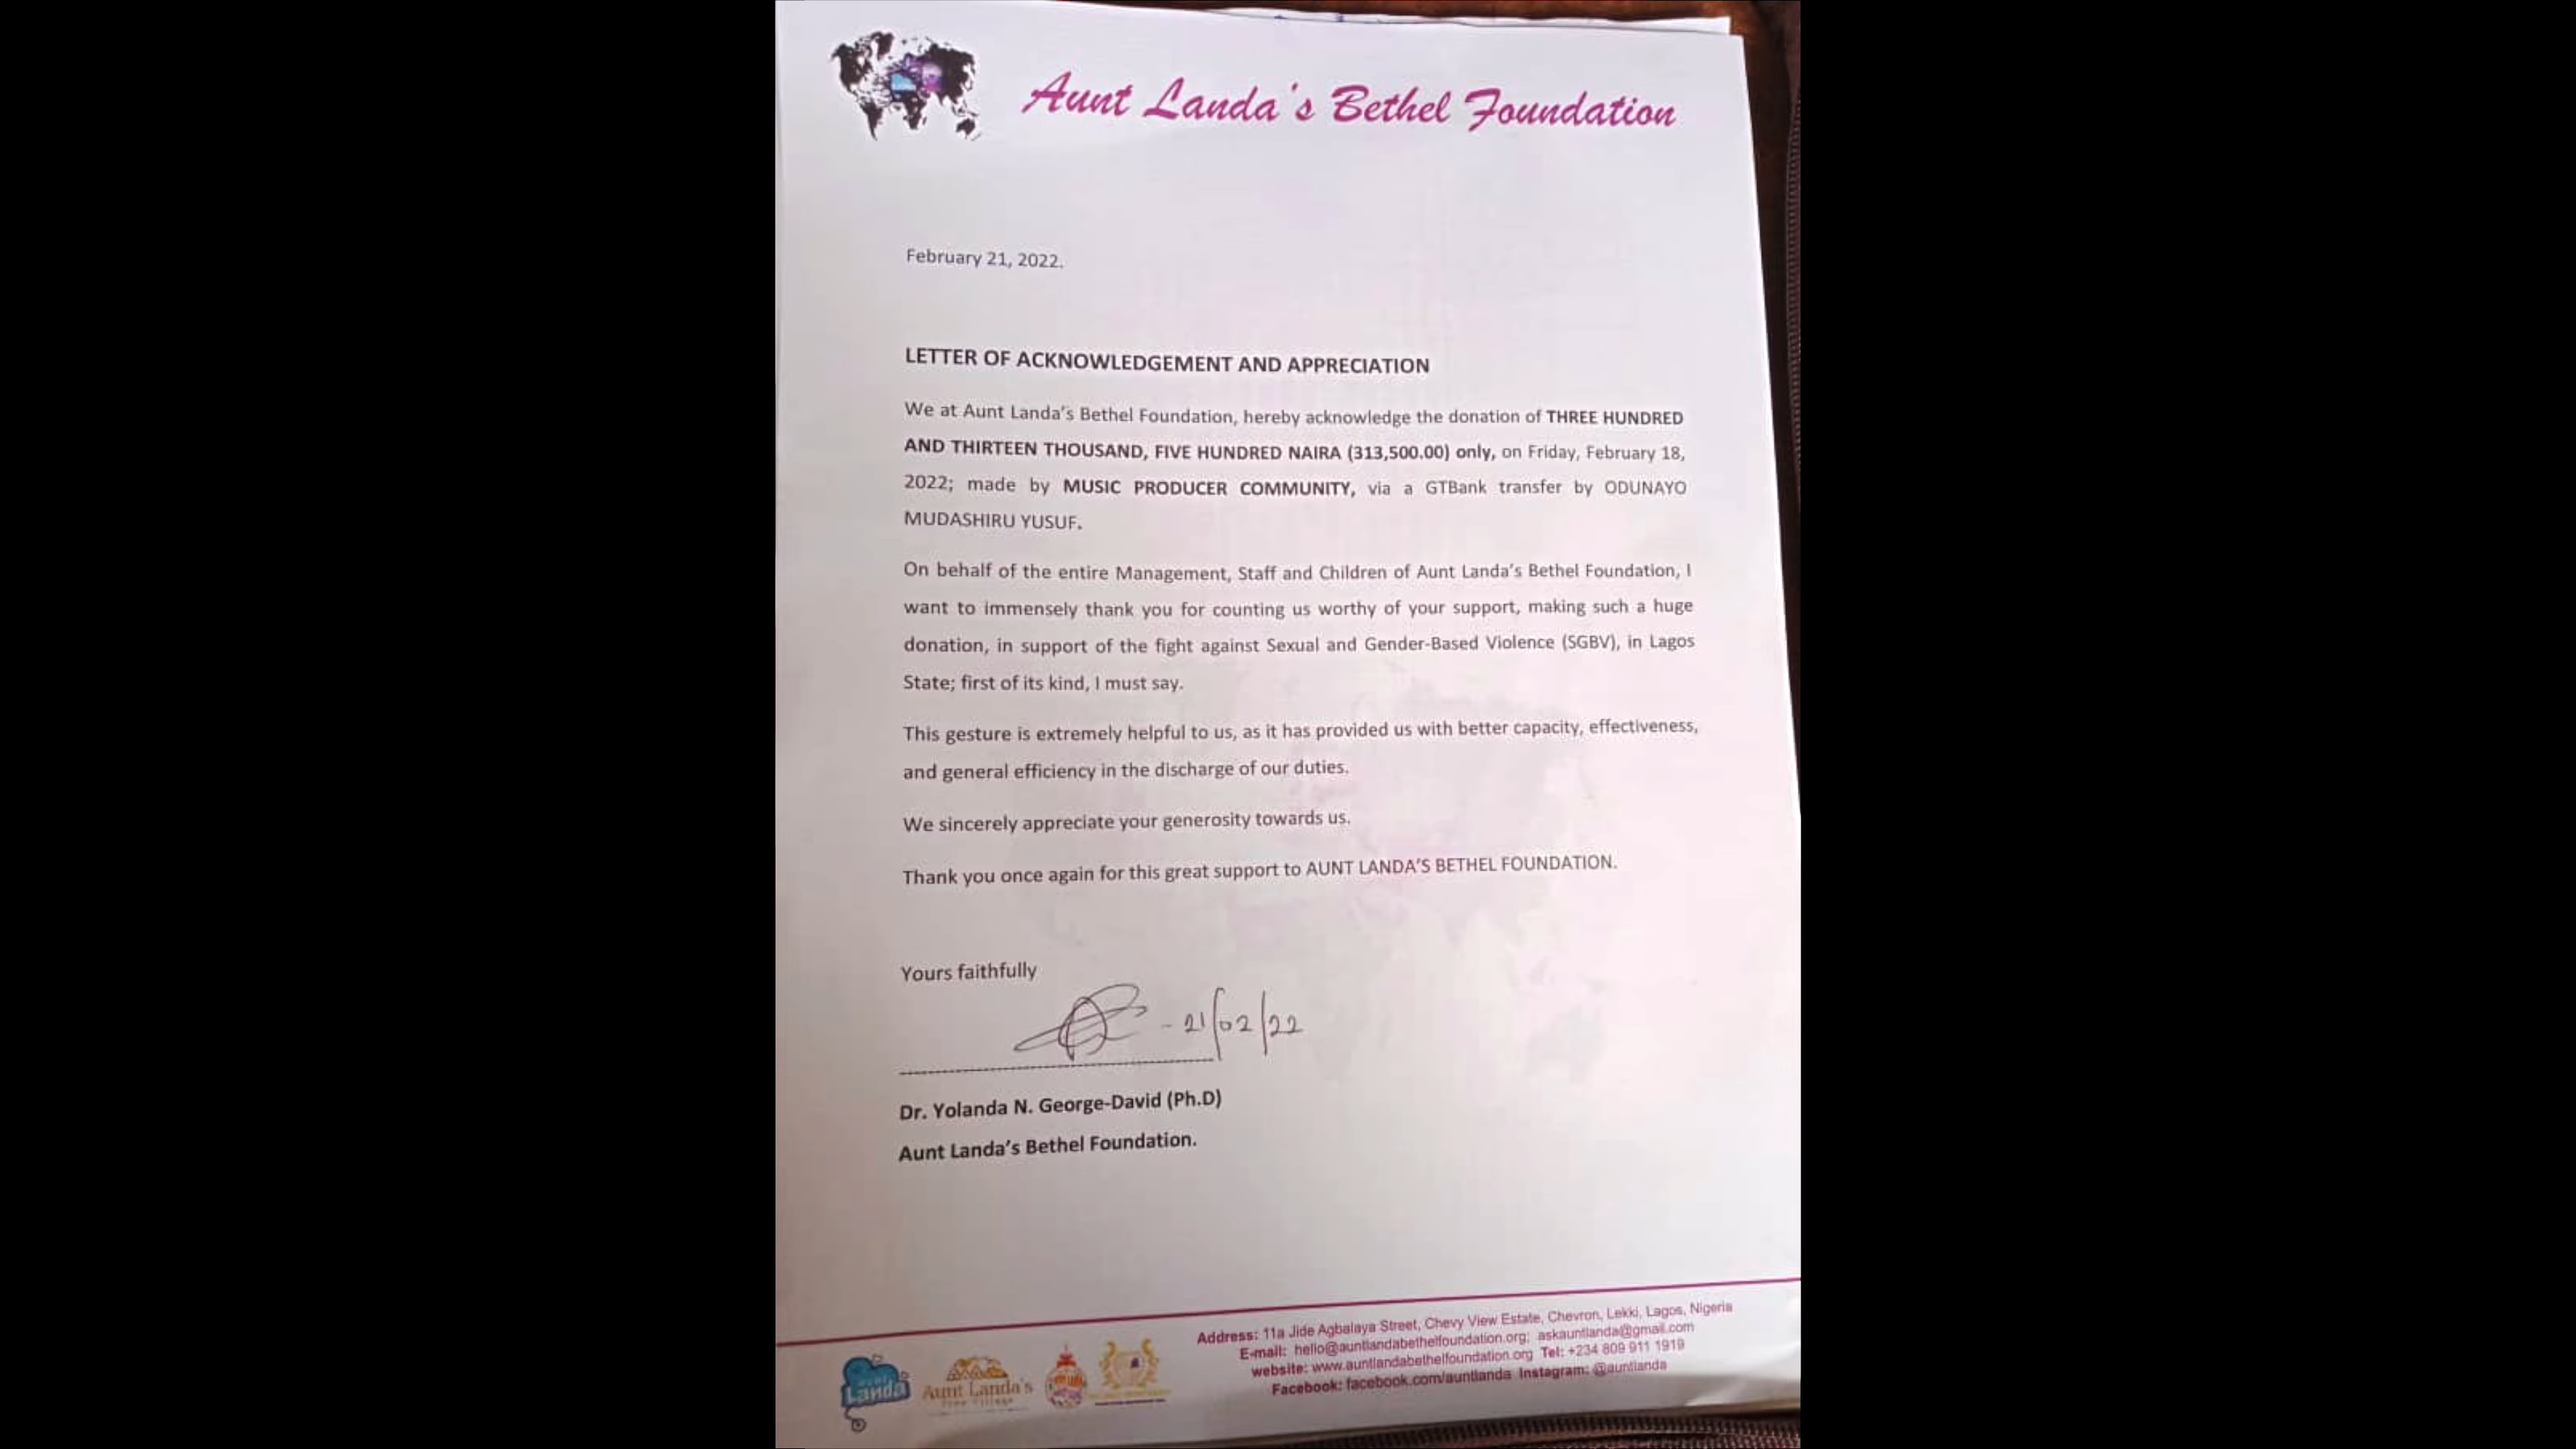 Aunt Landa's Bethel Foundation
February 21, 2022.
LETTER OF ACKNOWLEDGEMENT AND APPRECIATION
We at Aunt Landa's Bethel Foundation, hereby acknowledge the donation of THREE HUNDRED
AND THIRTEEN THOUSAND, FIVE HUNDRED NAIRA (313,500.00) only, on Friday, February 18,
2022; made by MUSIC PRODUCER COMMUNITY, via a GTBank transfer by ODUNAYO
MUDASHIRU YUSUF.
On behalf of the entire Management, Staff and Children of Aunt Landa's Bethel Foundation, I
want to immensely thank you for counting us worthy of your support, making such a huge
donation, in support of the fight against Sexual and Gender-Based Violence (SGBV), in Lagos
State; first of its kind, I must say.
This gesture is extremely helpful to us, as it has provided us with better capacity, effectiveness,
and general efficiency in the discharge of our duties.
We sincerely appreciate your generosity towards us.
Thank you once again for this great support to AUNT LANDA'S BETHEL FOUNDATION.
Yours faithfully
- 21/02/22
Dr. Yolanda N. George-David (Ph.D)
Aunt Landa's Bethel Foundation.
Address: 11a Jide Agbalaya Street, Chevy View Estate, Chevron, Lekki, Lagos, Nigeria
E-mail: hello@auntlandabethelfoundation.org; askauntlanda@gmail.com
website: www.auntlandabethelfoundation.org Tel: +234 809 911 1919
Facebook: facebook.com/auntlanda Instagram: @auntlanda
Landa
Aunt Landa's